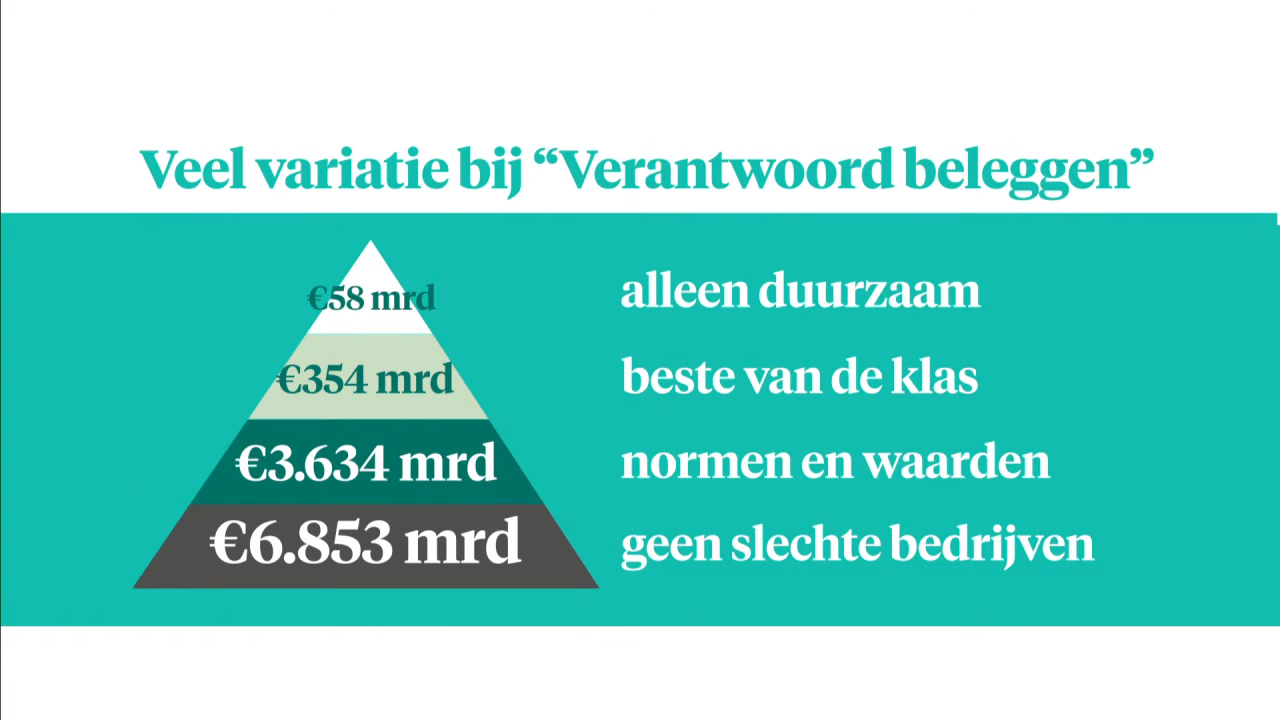 Veel variatie bij “Verantwoord beleggen”
€58 mrd
alleen duurzaam
€354 mrd
beste van de klas
€3.634 mrd
normen en waarden
€6.853 mrd
geen slechte bedrijven